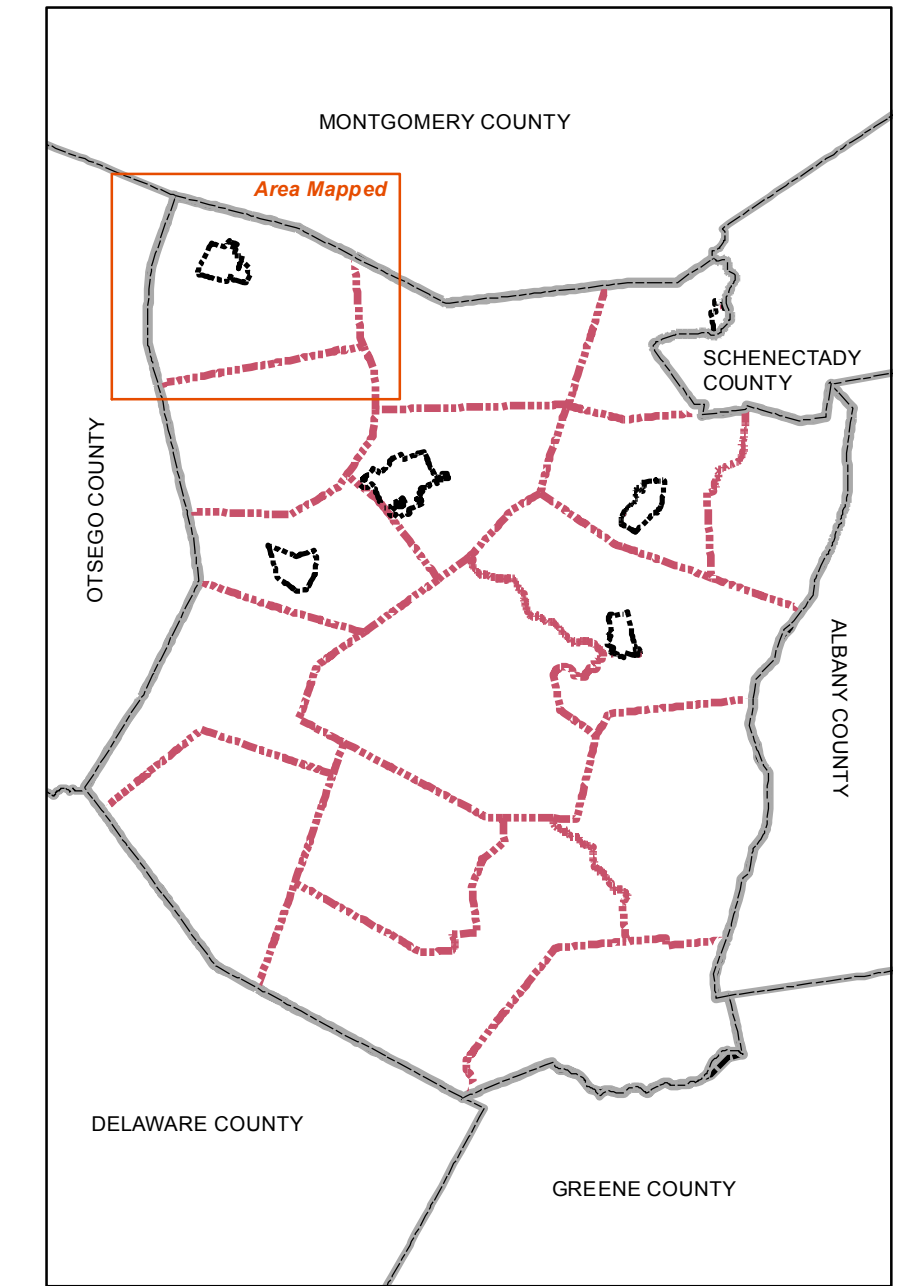 MONTGOMERY COUNTY
Area Mapped
SCHENECTADY
COUNTY
OTSEGO COUNTY
ALBANY COUNTY
DELAWARE COUNTY
GREENE COUNTY